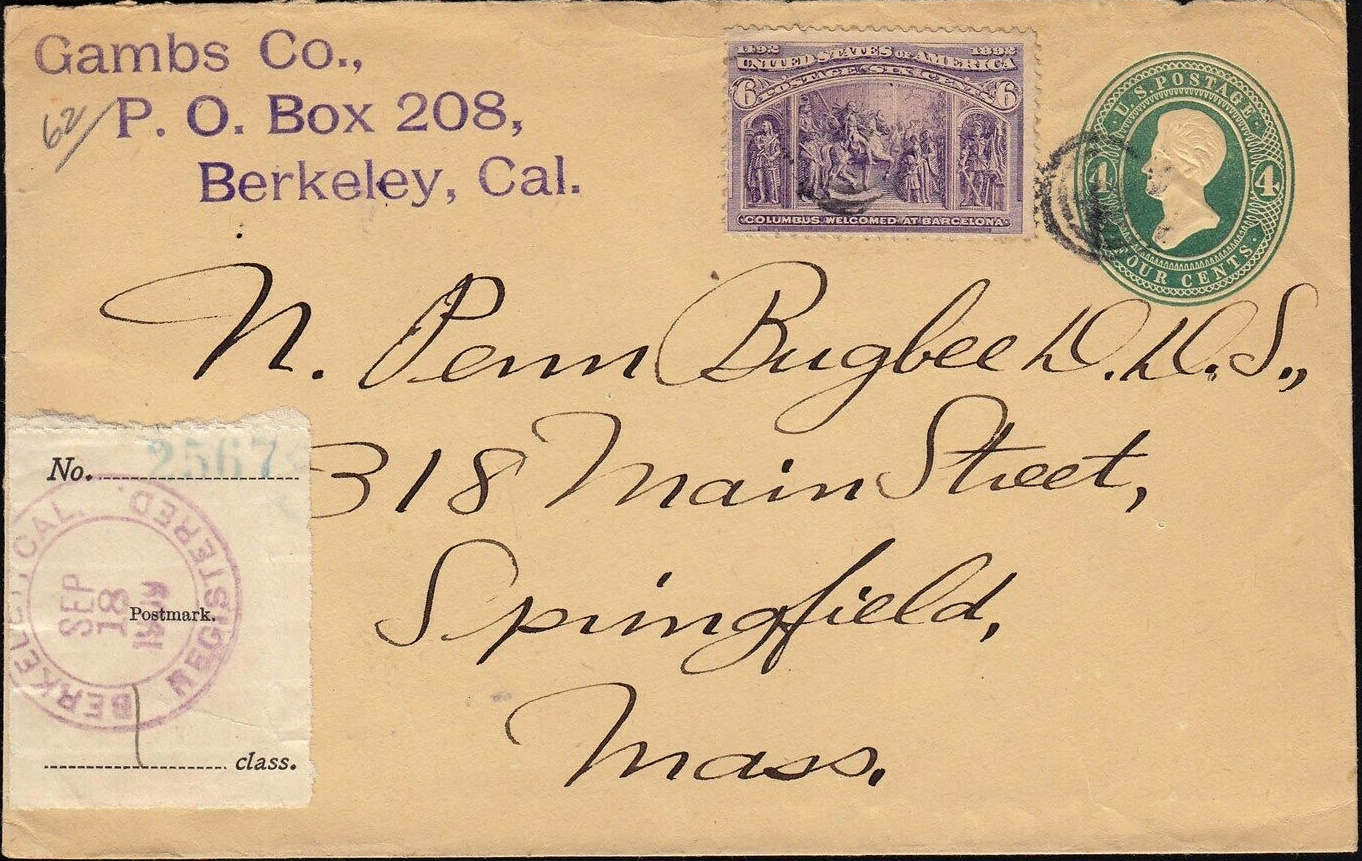 Gambs Co.,
62
P. O. Box 208,
Berkeley, Cal.
1492 1892
UNITED STATES OF AMERICA
POSTAGE SIX CENTS
6 6
COLUMBUS WELCOMED AT BARCELONA
U.S. POSTAGE
4 4
FOUR CENTS.
N. Penn Bugbee D.D.S.,
318 Main Street,
Springfield,
Mass.
No. 2567
BERKELEY, CAL. REGISTERED.
SEP
18
Postmark.
1 class.